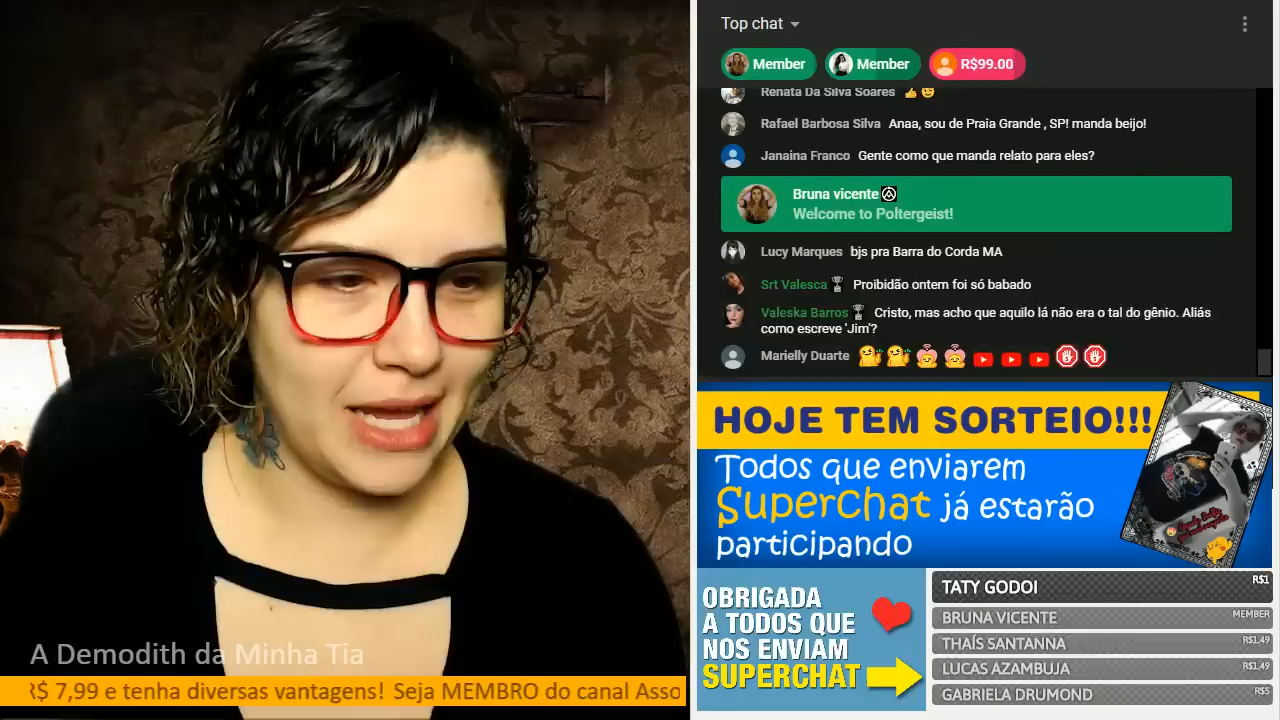 Top chat
Member
Member
R$99.00
Renata Da Silva Soares
Rafael Barbosa Silva Anaa, sou de Praia Grande , SP! manda beijo!
Janaina Franco Gente como que manda relato para eles?
Bruna vicente
Welcome to Poltergeist!
Lucy Marques bjs pra Barra do Corda MA
Srt Valesca Proibidão ontem foi só babado
Valeska Barros Cristo, mas acho que aquilo lá não era o tal do gênio. Aliás
como escreve 'Jim'?
Marielly Duarte
HOJE TEM SORTEIO!!!
Todos que enviarem
Superchat já estarão
participando
OBRIGADA
A TODOS QUE
NOS ENVIAM
SUPERCHAT
TATY GODOI R$1
BRUNA VICENTE MEMBER
THAÍS SANTANNA R$1.49
LUCAS AZAMBUJA R$1.49
GABRIELA DRUMOND R$5
A Demodith da Minha Tia
R$ 7,99 e tenha diversas vantagens! Seja MEMBRO do canal Asso